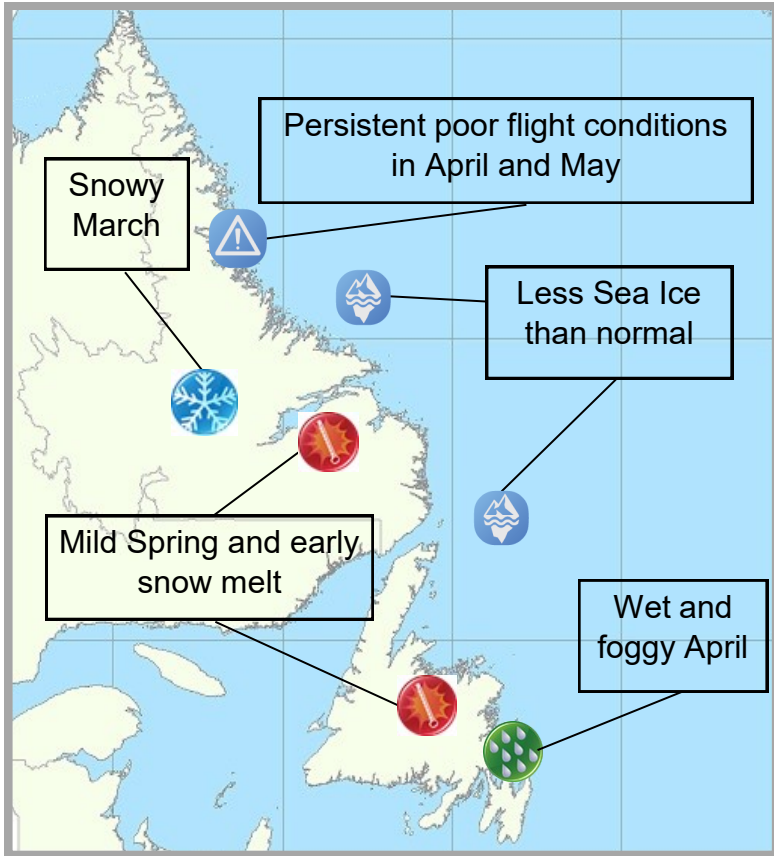 Persistent poor flight conditions
in April and May
Snowy
March
Less Sea Ice
than normal
Mild Spring and early
snow melt
Wet and
foggy April